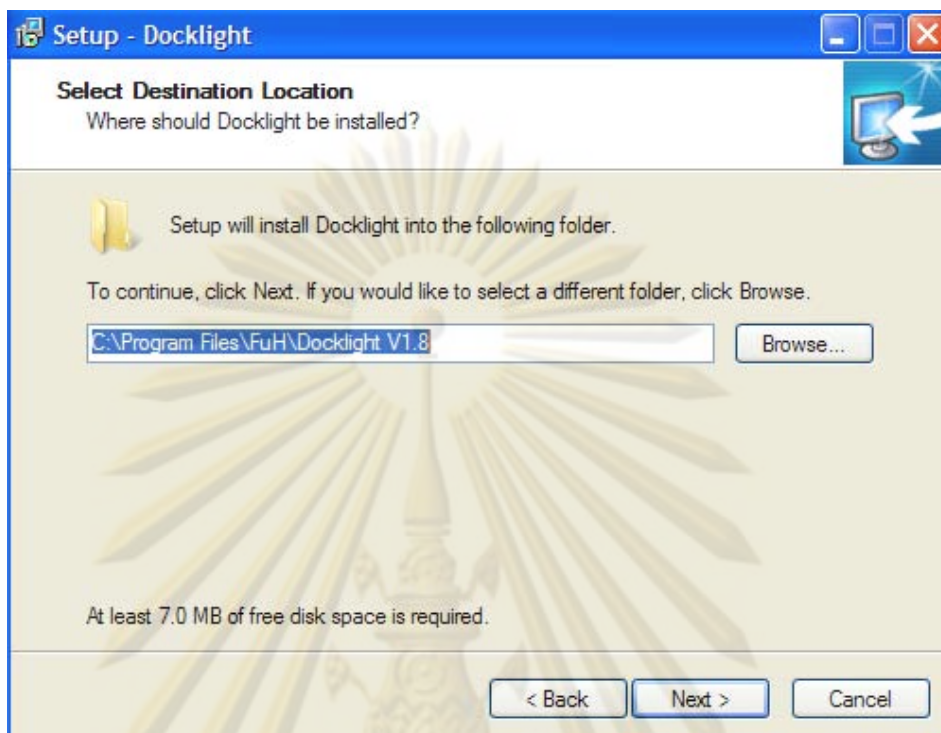 Setup - Docklight
Select Destination Location
Where should Docklight be installed?
Setup will install Docklight into the following folder.
To continue, click Next. If you would like to select a different folder, click Browse.
C:\Program Files\FuH\Docklight V1.8
Browse...
At least 7.0 MB of free disk space is required.
< Back
Next >
Cancel